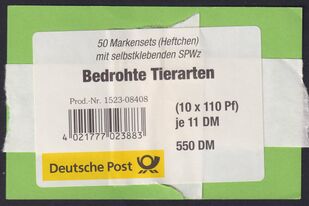 50 Markensets (Heftchen)
mit selbstklebenden SPWz
Bedrohte Tierarten
Prod.-Nr. 1523-08408
(10 x 110 Pf)
je 11 DM
4 021777 023883
550 DM
Deutsche Post